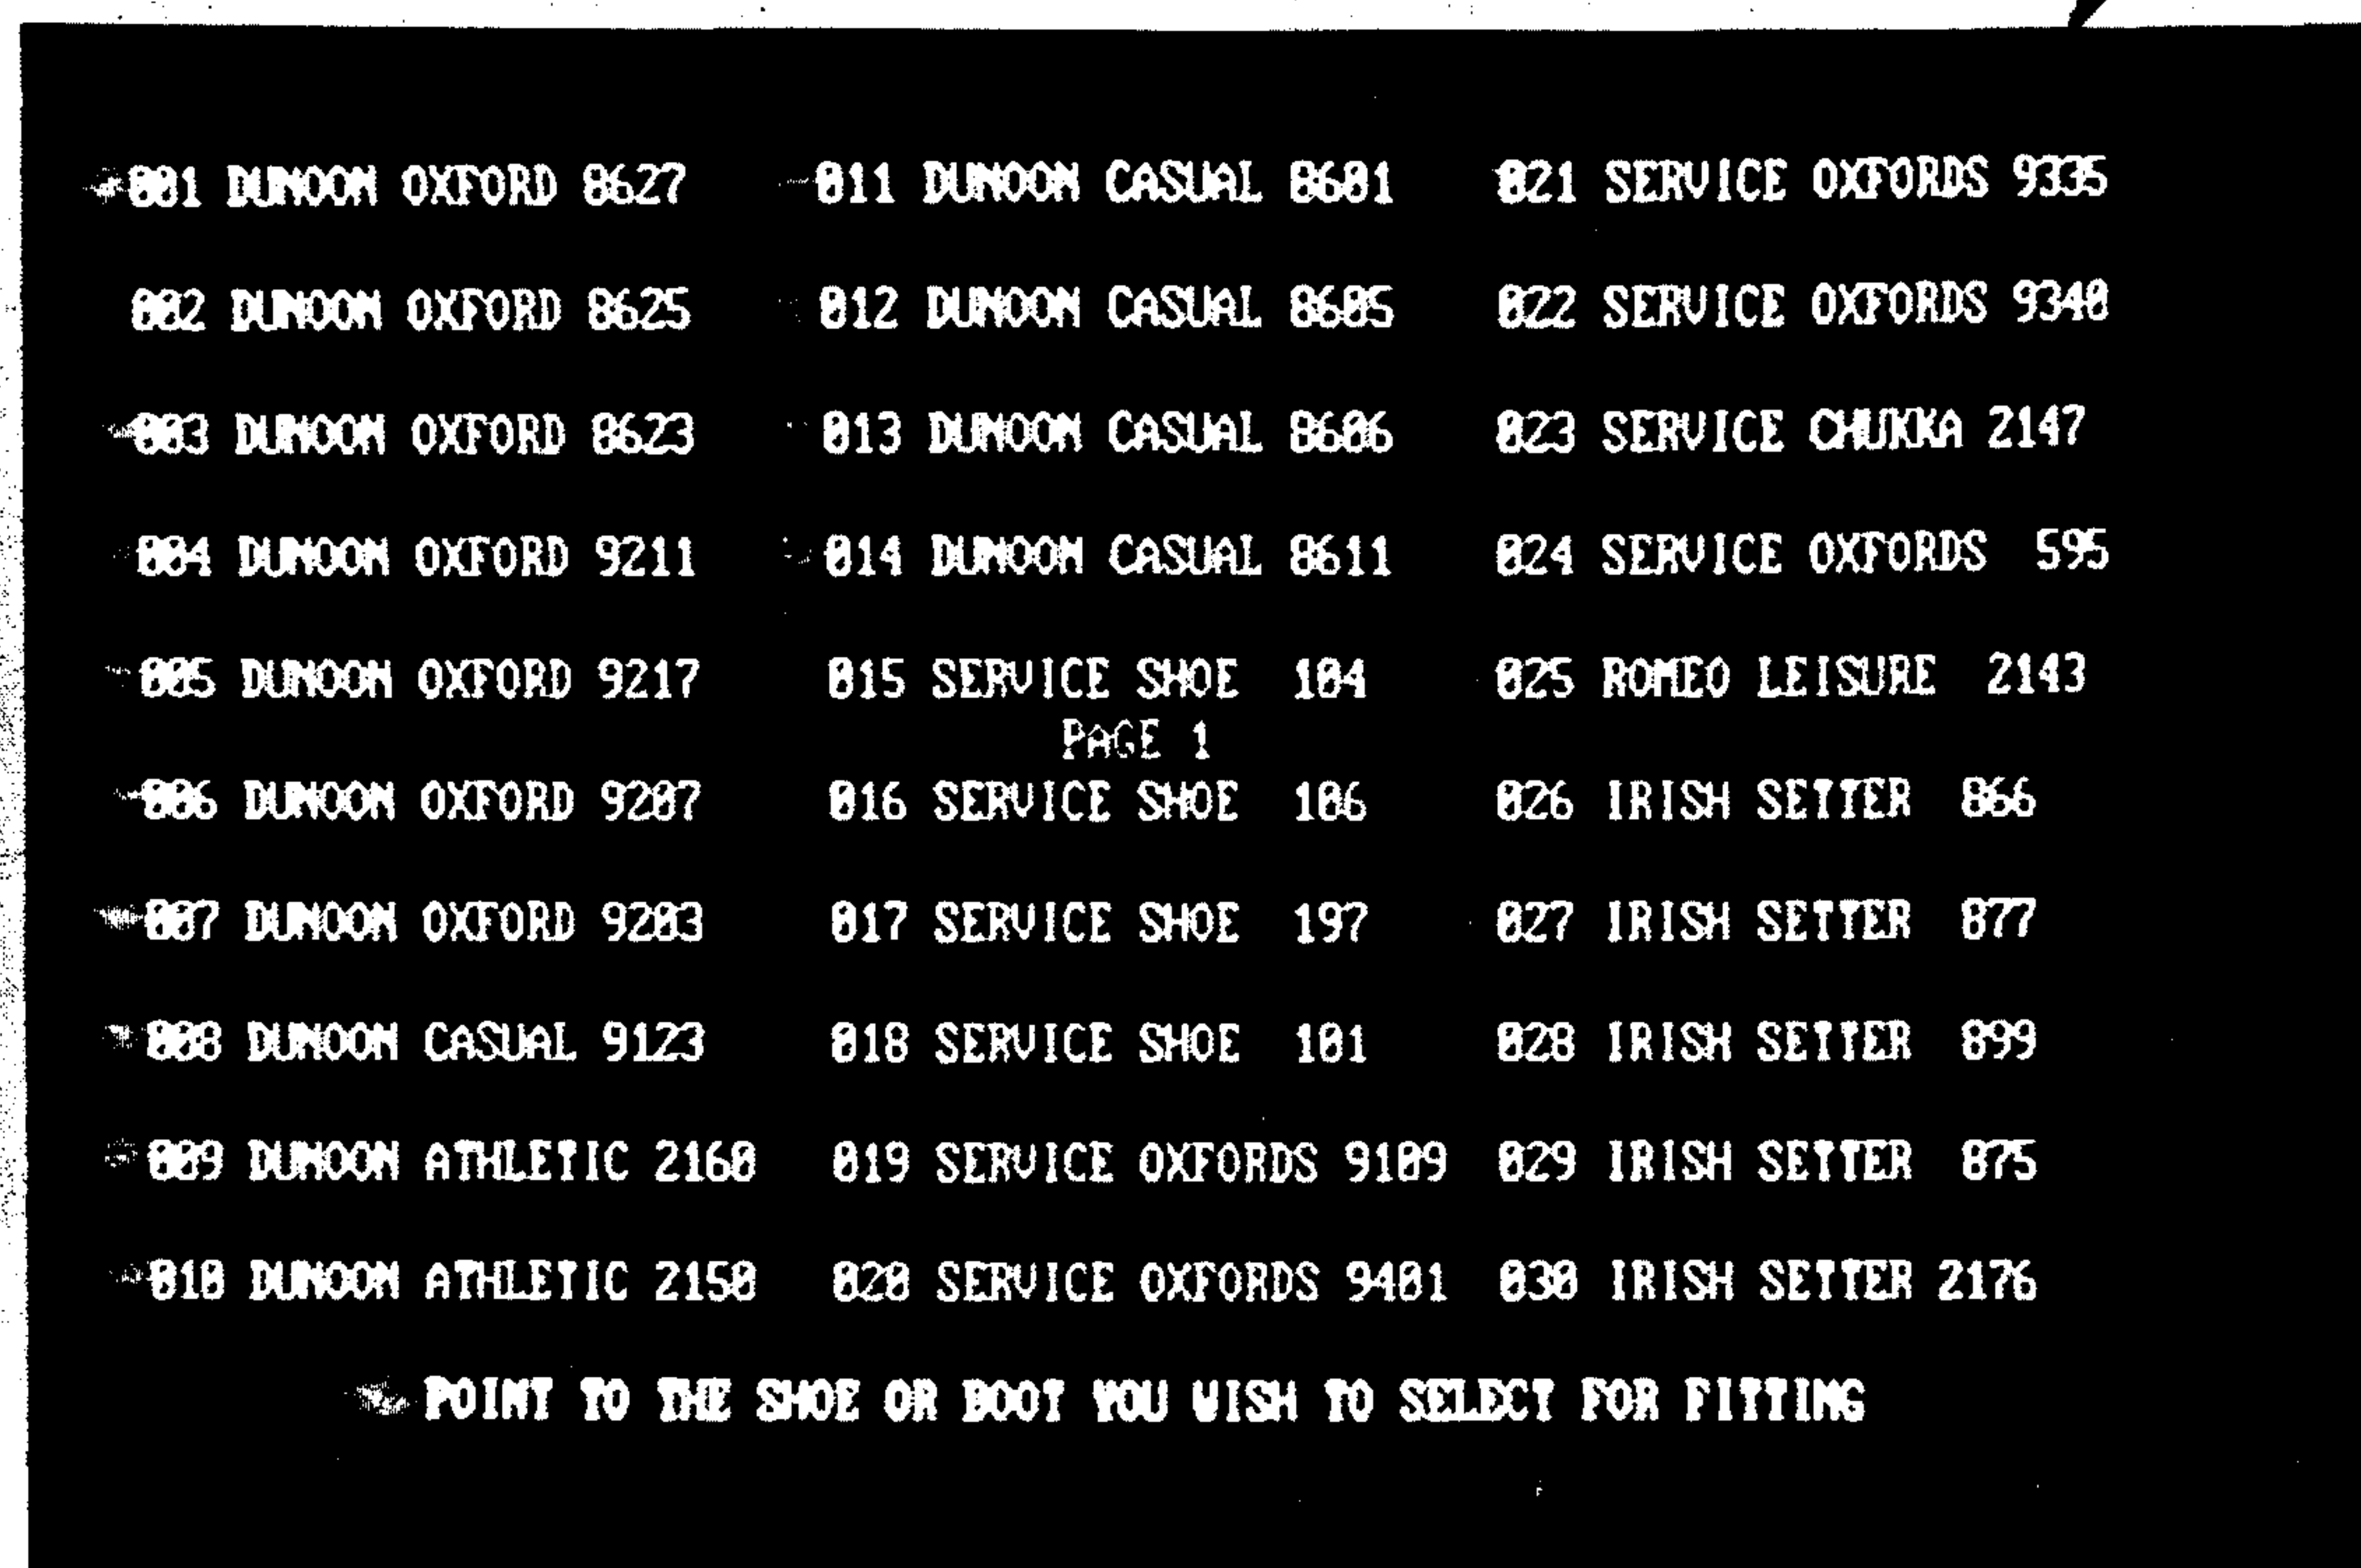 001 DUNOON OXFORD 8627 011 DUNOON CASUAL 8601 021 SERVICE OXFORDS 9335
002 DUNOON OXFORD 8625 012 DUNOON CASUAL 8605 022 SERVICE OXFORDS 9340
003 DUNOON OXFORD 8623 013 DUNOON CASUAL 8606 023 SERVICE CHUKKA 2147
004 DUNOON OXFORD 9211 014 DUNOON CASUAL 8611 024 SERVICE OXFORDS 595
005 DUNOON OXFORD 9217 015 SERVICE SHOE 104 025 ROMEO LEISURE 2143
PAGE 1
006 DUNOON OXFORD 9207 016 SERVICE SHOE 106 026 IRISH SETTER 866
007 DUNOON OXFORD 9203 017 SERVICE SHOE 197 027 IRISH SETTER 877
008 DUNOON CASUAL 9123 018 SERVICE SHOE 101 028 IRISH SETTER 899
009 DUNOON ATHLETIC 2160 019 SERVICE OXFORDS 9109 029 IRISH SETTER 875
010 DUNOON ATHLETIC 2150 020 SERVICE OXFORDS 9401 030 IRISH SETTER 2176
POINT TO THE SHOE OR BOOT YOU WISH TO SELECT FOR FITTING